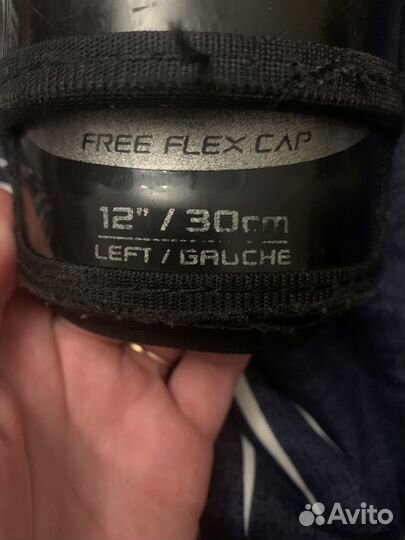 FREE FLEX CAP
12" / 30cm
LEFT / GAUCHE
Avito